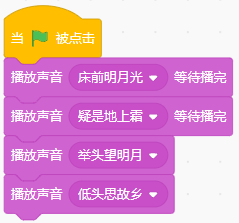 当 被点击
播放声音 床前明月光 等待播完
播放声音 疑是地上霜 等待播完
播放声音 举头望明月
播放声音 低头思故乡